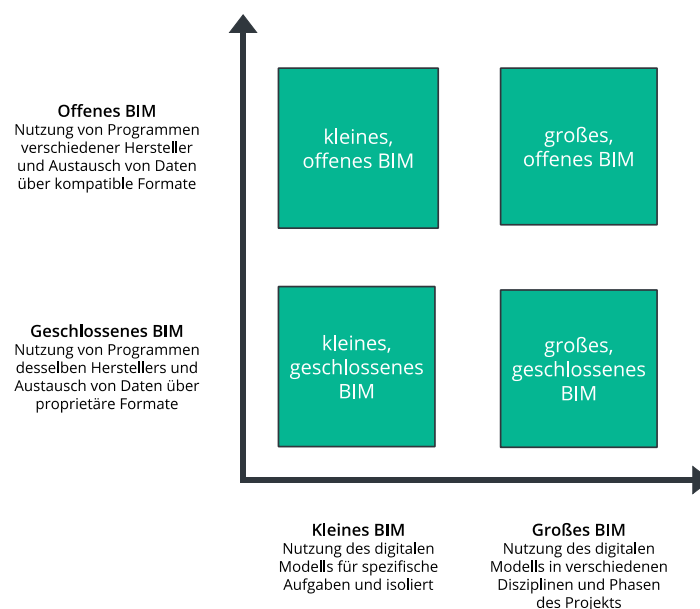 Offenes BIM
Nutzung von Programmen
verschiedener Hersteller
und Austausch von Daten
über kompatible Formate
kleines,
offenes BIM
großes,
offenes BIM
Geschlossenes BIM
Nutzung von Programmen
desselben Herstellers und
Austausch von Daten über
proprietäre Formate
kleines,
geschlossenes
BIM
großes,
geschlossenes
BIM
Kleines BIM
Nutzung des digitalen
Modells für spezifische
Aufgaben und isoliert
Großes BIM
Nutzung des digitalen
Modells in verschiedenen
Disziplinen und Phasen
des Projekts